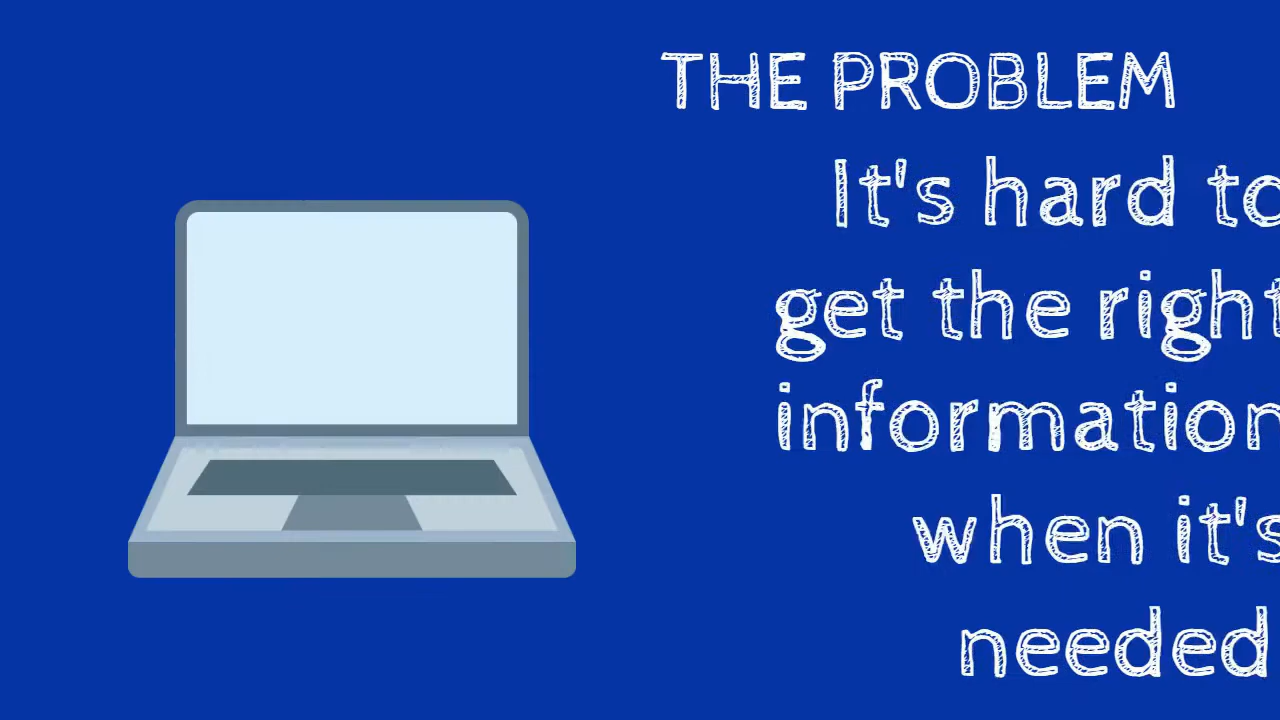 THE PROBLEM
It's hard to
get the right
information
when it's
needed